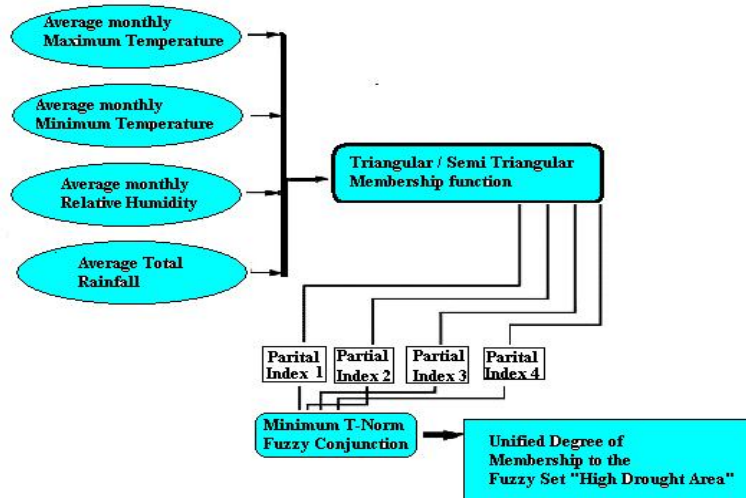 Average monthly
Maximum Temperature
Average monthly
Minimum Temperature
Average monthly
Relative Humidity
Average Total
Rainfall
Triangular / Semi Triangular
Membership function
Parital
Index 1
Partial
Index 2
Partial
Index 3
Parital
Index 4
Minimum T-Norm
Fuzzy Conjunction
Unified Degree of
Membership to the
Fuzzy Set "High Drought Area"